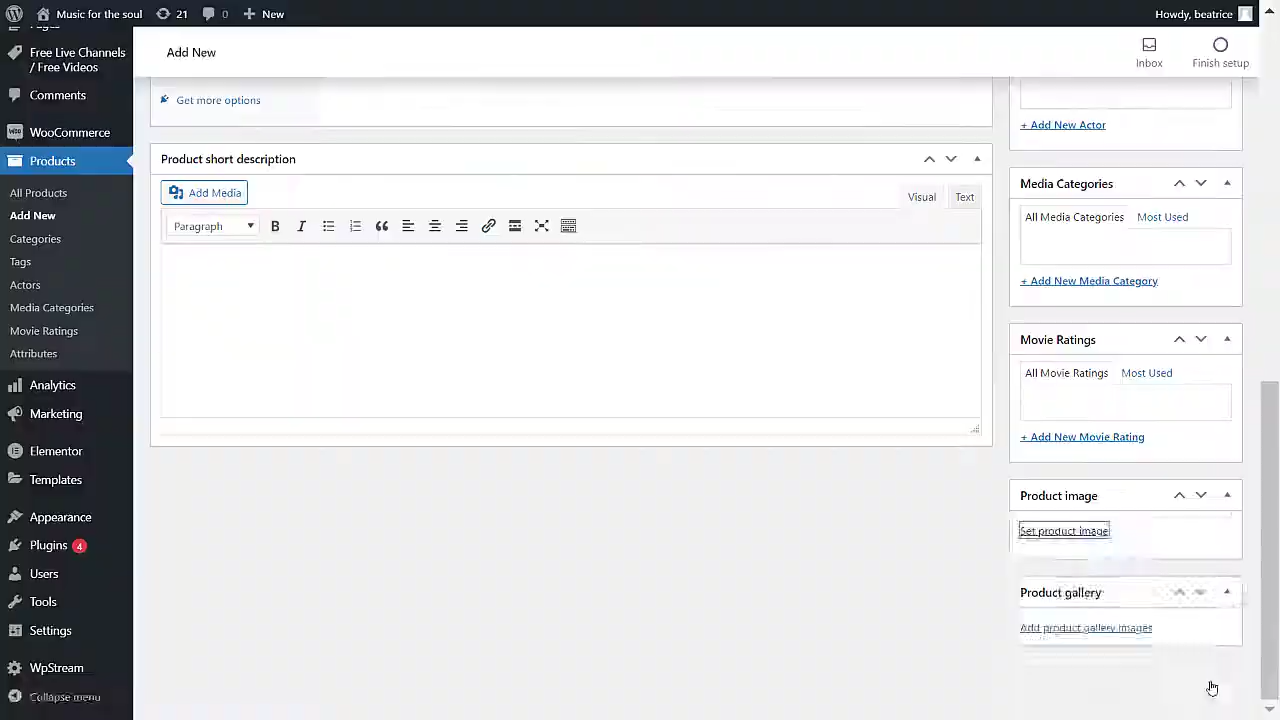 Music for the soul
21
0
New
Howdy, beatrice
Pages
Free Live Channels
/ Free Videos
Comments
WooCommerce
Products
All Products
Add New
Categories
Tags
Actors
Media Categories
Movie Ratings
Attributes
Analytics
Marketing
Elementor
Templates
Appearance
Plugins 4
Users
Tools
Settings
WpStream
Collapse menu
Add New
Inbox
Finish setup
Get more options
Product short description
Add Media
Visual
Text
Paragraph
B
I
+ Add New Actor
Media Categories
All Media Categories
Most Used
+ Add New Media Category
Movie Ratings
All Movie Ratings
Most Used
+ Add New Movie Rating
Product image
Set product image
Product gallery
Add product gallery images